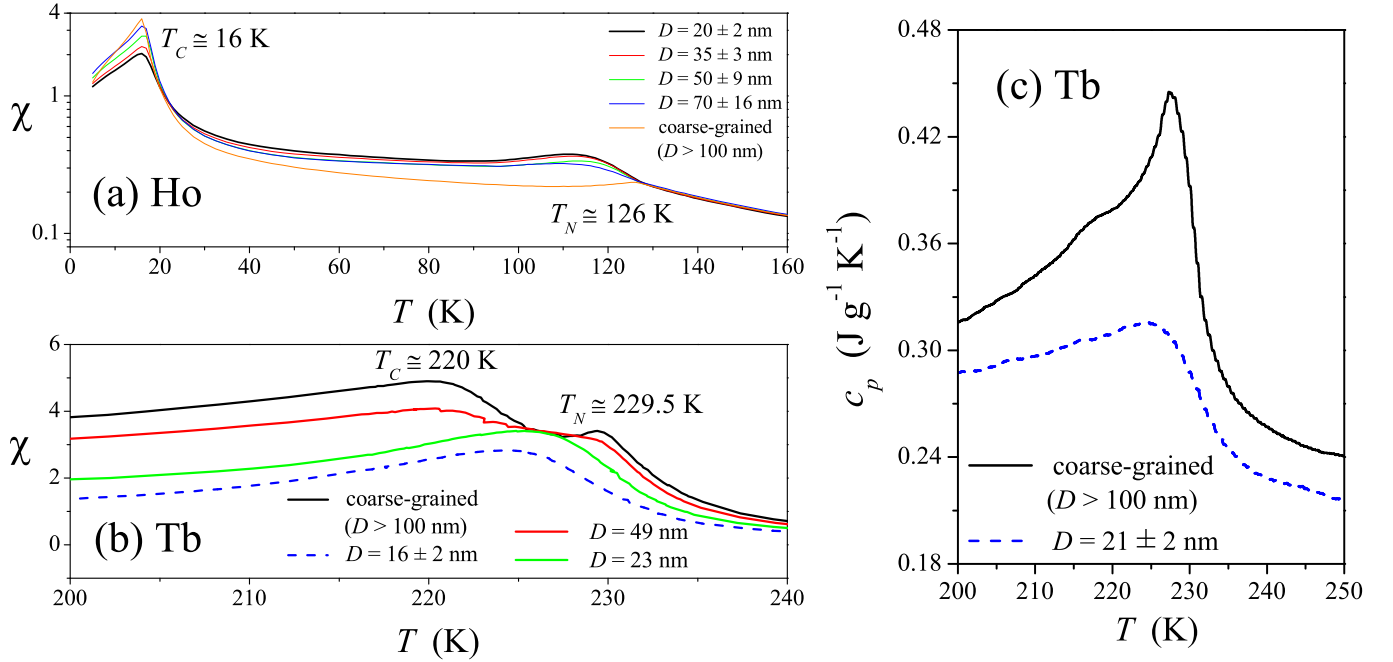 4
1
0.1
χ
T_C ≅ 16 K
D = 20 ± 2 nm
D = 35 ± 3 nm
D = 50 ± 9 nm
D = 70 ± 16 nm
coarse-grained
(D > 100 nm)
(a) Ho
T_N ≅ 126 K
0 20 40 60 80 100 120 140 160
T (K)
6
4
2
0
χ
T_C ≅ 220 K
T_N ≅ 229.5 K
(b) Tb
coarse-grained
(D > 100 nm)
D = 16 ± 2 nm
D = 49 nm
D = 23 nm
200 210 220 230 240
T (K)
0.48
0.42
0.36
0.30
0.24
0.18
c_p (J g⁻¹ K⁻¹)
(c) Tb
coarse-grained
(D > 100 nm)
D = 21 ± 2 nm
200 210 220 230 240 250
T (K)